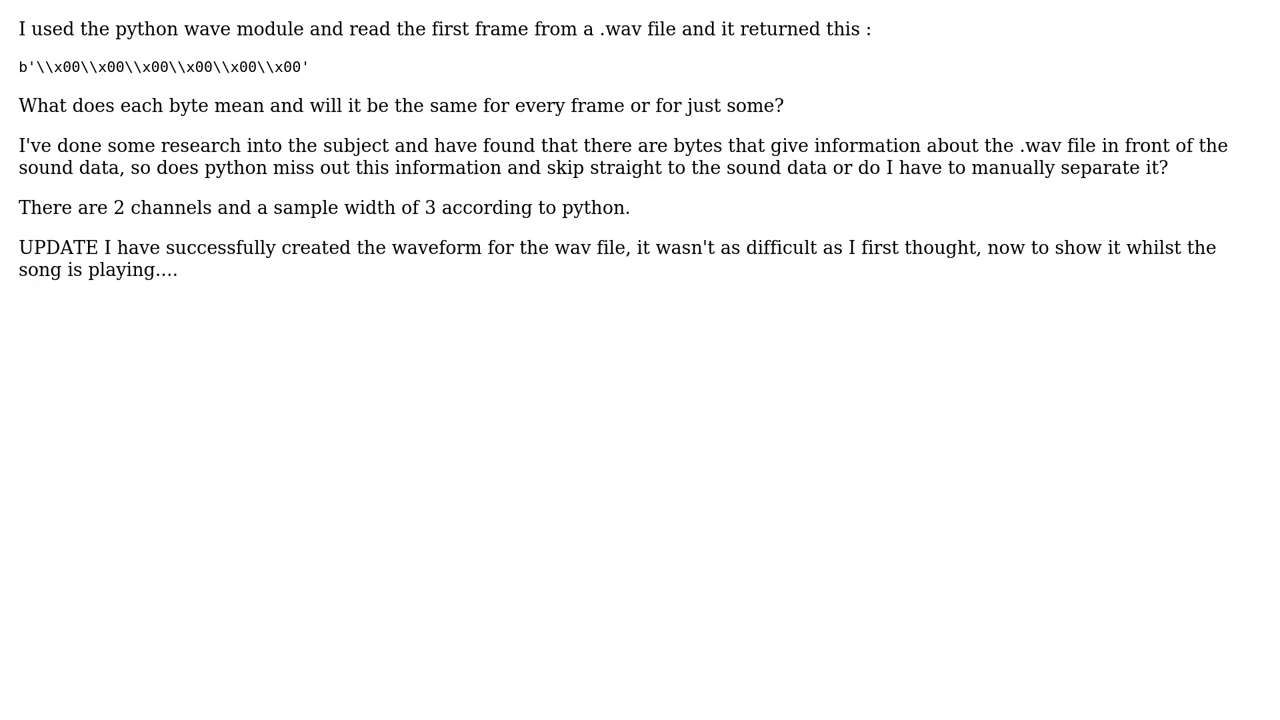 I used the python wave module and read the first frame from a .wav file and it returned this :
b'\\x00\\x00\\x00\\x00\\x00\\x00'
What does each byte mean and will it be the same for every frame or for just some?
I've done some research into the subject and have found that there are bytes that give information about the .wav file in front of the
sound data, so does python miss out this information and skip straight to the sound data or do I have to manually separate it?
There are 2 channels and a sample width of 3 according to python.
UPDATE I have successfully created the waveform for the wav file, it wasn't as difficult as I first thought, now to show it whilst the
song is playing....